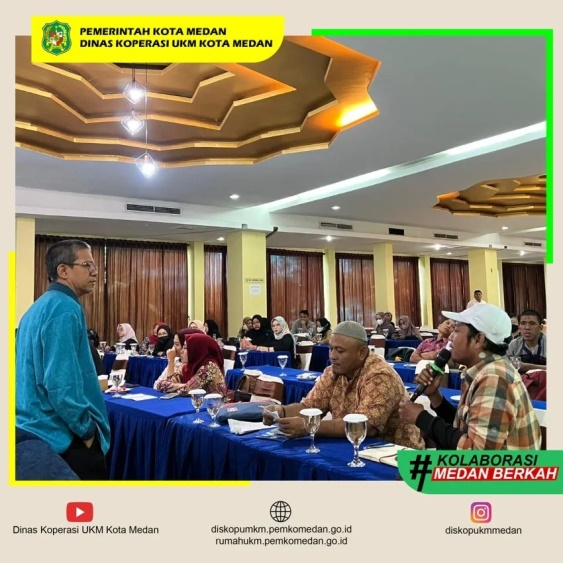 PEMERINTAH KOTA MEDAN
DINAS KOPERASI UKM KOTA MEDAN
#KOLABORASI
MEDAN BERKAH
Dinas Koperasi UKM Kota Medan
diskopumkm.pemkomedan.go.id
rumahukm.pemkomedan.go.id
diskopukmmedan